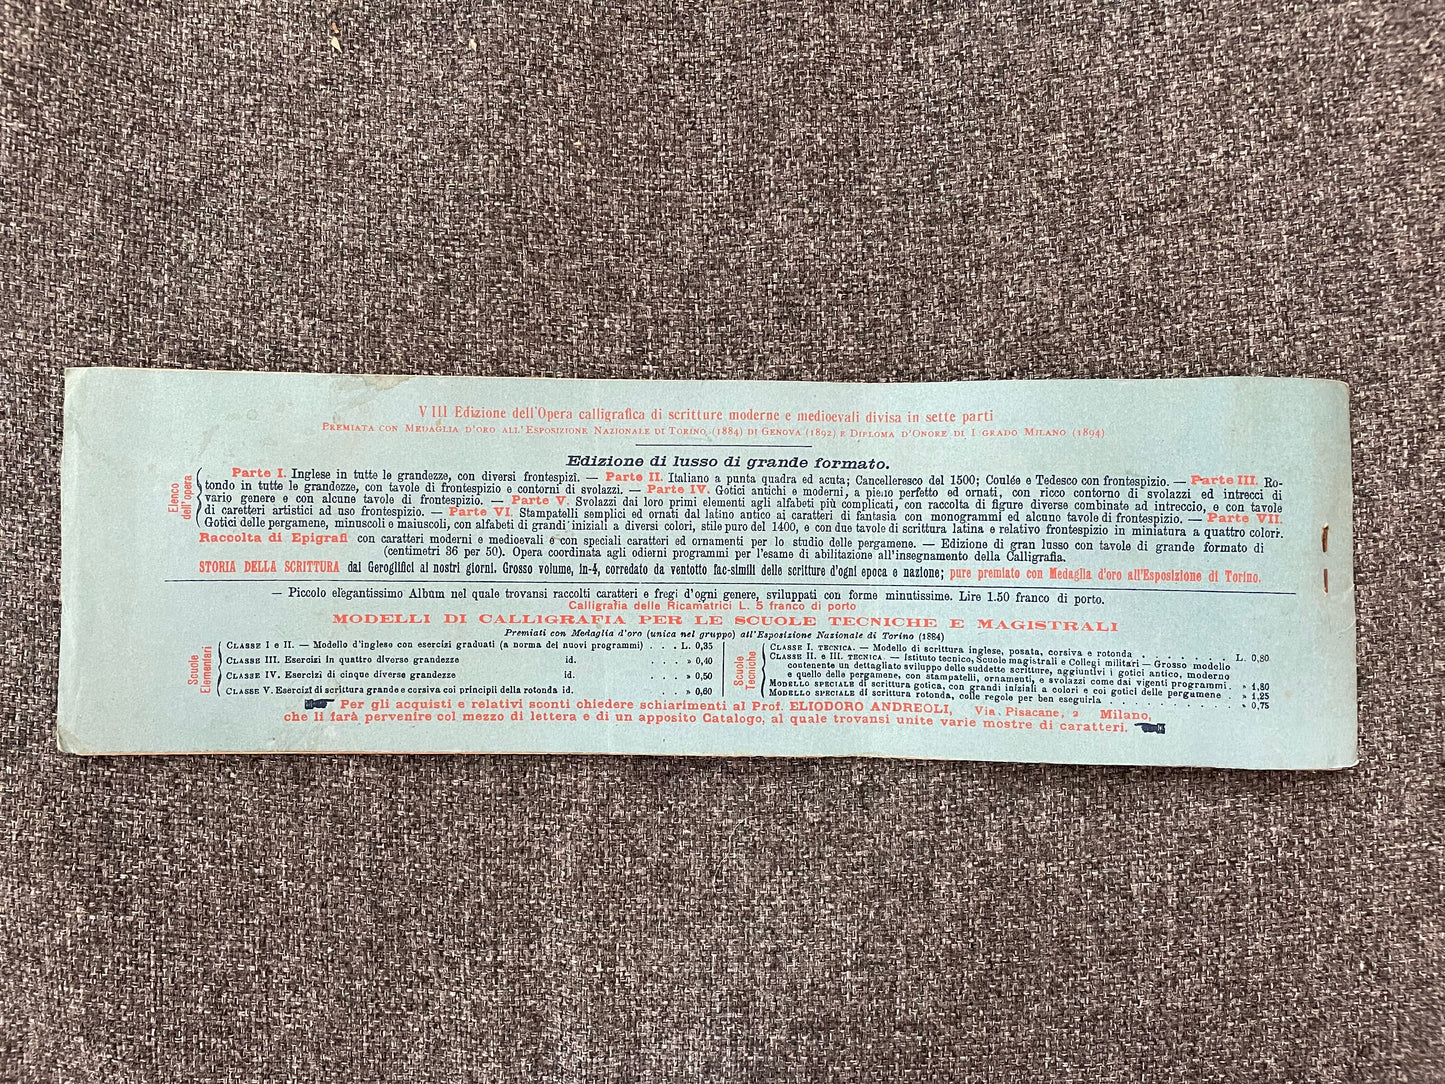 VIII Edizione dell'Opera calligrafica di scritture moderne e medioevali divisa in sette parti
Premiata con Medaglia d'oro all'Esposizione Nazionale di Torino (1884) di Genova (1892) e Diploma d'Onore di I grado Milano (1894)
Edizione di lusso di grande formato.
Elenco dell'opera
Parte I. Inglese in tutte le grandezze, con diversi frontespizi. — Parte II. Italiano a punta quadra ed acuta; Cancelleresco del 1500; Coulée e Tedesco con frontespizio. — Parte III. Ro-
tondo in tutte le grandezze, con tavole di frontespizio e contorni di svolazzi. — Parte IV. Gotici antichi e moderni, a pieno perfetto ed ornati, con ricco contorno di svolazzi ed intrecci di
vario genere e con alcune tavole di frontespizio. — Parte V. Svolazzi dai loro primi elementi agli alfabeti più complicati, con raccolta di figure diverse combinate ad intreccio, e con tavole
di caretteri artistici ad uso frontespizio. — Parte VI. Stampatelli semplici ed ornati dal latino antico ai caratteri di fantasia con monogrammi ed alcune tavole di frontespizio. — Parte VII.
Gotici delle pergamene, minuscoli e maiuscoli, con alfabeti di grandi iniziali a diversi colori, stile puro del 1400, e con due tavole di scrittura latina e relativo frontespizio in miniatura a quattro colori.
Raccolta di Epigrafi con caratteri moderni e medioevali e con speciali caratteri ed ornamenti per lo studio delle pergamene. — Edizione di gran lusso con tavole di grande formato di
(centimetri 36 per 50). Opera coordinata agli odierni programmi per l'esame di abilitazione all'insegnamento della Calligrafia.
STORIA DELLA SCRITTURA dai Geroglifici ai nostri giorni. Grosso volume, in-4, corredato da ventotto fac-simili delle scritture d'ogni epoca e nazione; pure premiato con Medaglia d'oro all'Esposizione di Torino.
— Piccolo elegantissimo Album nel quale trovansi raccolti caratteri e fregi d'ogni genere, sviluppati con forme minutissime. Lire 1.50 franco di porto.
Calligrafia delle Ricamatrici L. 5 franco di porto
MODELLI DI CALLIGRAFIA PER LE SCUOLE TECNICHE E MAGISTRALI
Premiati con Medaglia d'oro (unica nel gruppo) all'Esposizione Nazionale di Torino (1884)
Scuole Elementari
Classe I e II. — Modello d'inglese con esercizi graduati (a norma dei nuovi programmi) . . . L. 0,35
Classe III. Esercizi in quattro diverse grandezze id. . . . . » 0,40
Classe IV. Esercizi di cinque diverse grandezze id. . . . . » 0,50
Classe V. Esercizi di scrittura grande e corsiva coi principii della rotonda id. . . . . » 0,60
Scuole Tecniche
Classe I. tecnica. — Modello di scrittura inglese, posata, corsiva e rotonda . . . . . . . L. 0,80
Classe II. e III. tecnica. — Istituto tecnico, Scuole magistrali e Collegi militari — Grosso modello
contenente un dettagliato sviluppo delle suddette scritture, aggiuntivi i gotici antico, moderno
e quello delle pergamene, con stampatelli, ornamenti, e svolazzi come dai vigenti programmi . » 1,80
Modello speciale di scrittura gotica, con grandi iniziali a colori e coi gotici delle pergamene . » 1,25
Modello speciale di scrittura rotonda, colle regole per ben eseguirla . . . . . . . . . . » 0,75
Per gli acquisti e relativi sconti chiedere schiarimenti al Prof. ELIODORO ANDREOLI, Via Pisacane, 2 Milano,
che li farà pervenire col mezzo di lettera e di un apposito Catalogo, al quale trovansi unite varie mostre di caratteri.